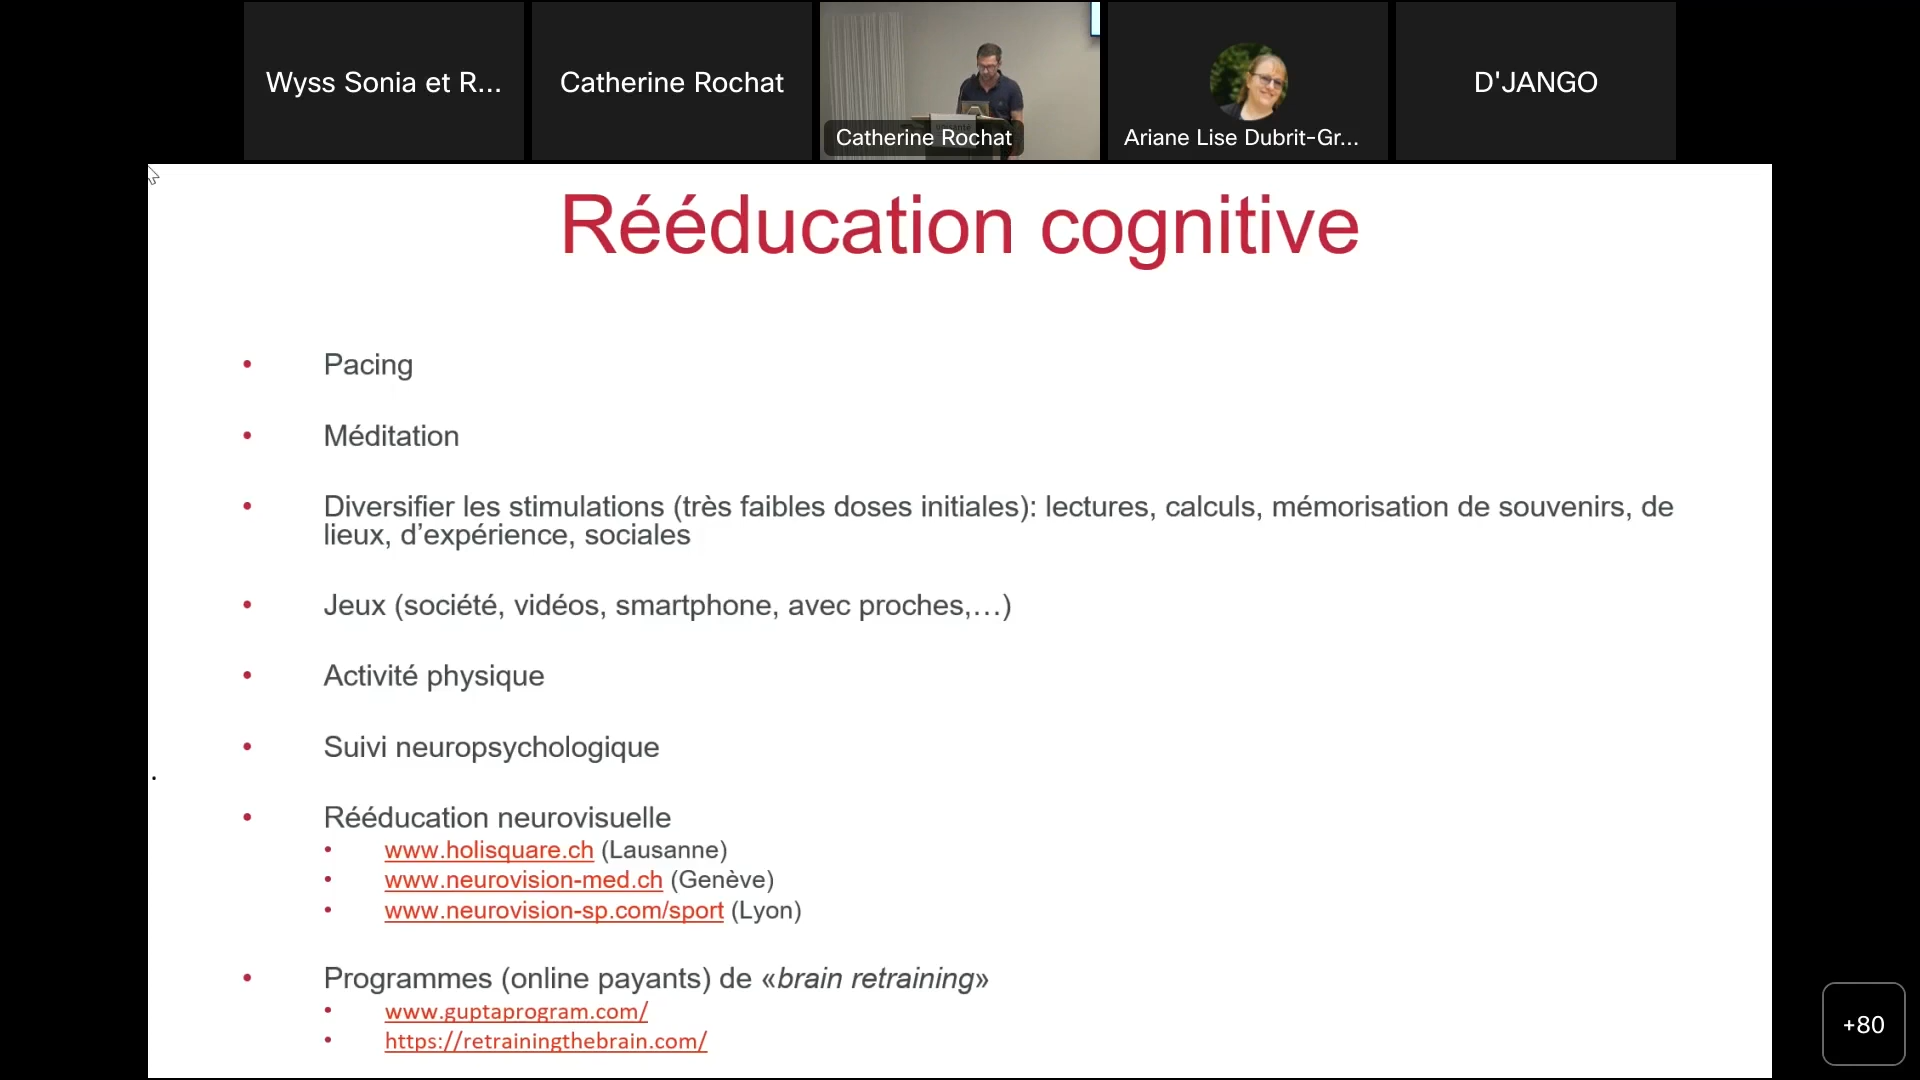 Wyss Sonia et R...
Catherine Rochat
Catherine Rochat
Ariane Lise Dubrit-Gr...
D'JANGO
Rééducation cognitive
• Pacing
• Méditation
• Diversifier les stimulations (très faibles doses initiales): lectures, calculs, mémorisation de souvenirs, de
lieux, d'expérience, sociales
• Jeux (société, vidéos, smartphone, avec proches,…)
• Activité physique
• Suivi neuropsychologique
• Rééducation neurovisuelle
• www.holisquare.ch (Lausanne)
• www.neurovision-med.ch (Genève)
• www.neurovision-sp.com/sport (Lyon)
• Programmes (online payants) de «brain retraining»
• www.guptaprogram.com/
• https://retrainingthebrain.com/
+80